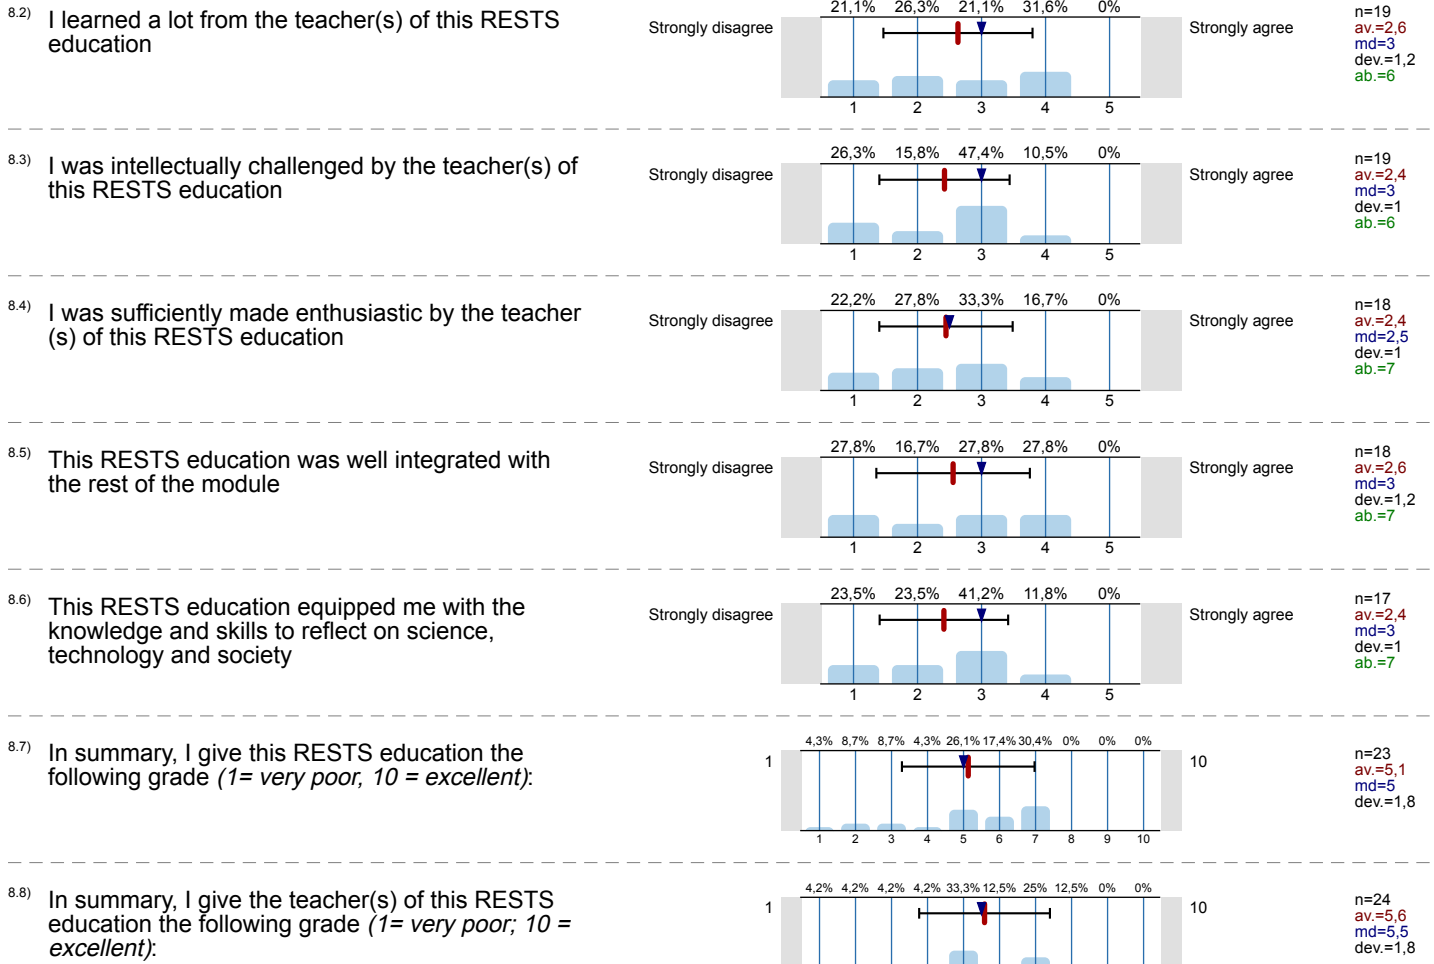 8.2) I learned a lot from the teacher(s) of this RESTS
education
Strongly disagree
21,1% 26,3% 21,1% 31,6% 0%
1 2 3 4 5
Strongly agree
n=19
av.=2,6
md=3
dev.=1,2
ab.=6
8.3) I was intellectually challenged by the teacher(s) of
this RESTS education
Strongly disagree
26,3% 15,8% 47,4% 10,5% 0%
1 2 3 4 5
Strongly agree
n=19
av.=2,4
md=3
dev.=1
ab.=6
8.4) I was sufficiently made enthusiastic by the teacher
(s) of this RESTS education
Strongly disagree
22,2% 27,8% 33,3% 16,7% 0%
1 2 3 4 5
Strongly agree
n=18
av.=2,4
md=2,5
dev.=1
ab.=7
8.5) This RESTS education was well integrated with
the rest of the module
Strongly disagree
27,8% 16,7% 27,8% 27,8% 0%
1 2 3 4 5
Strongly agree
n=18
av.=2,6
md=3
dev.=1,2
ab.=7
8.6) This RESTS education equipped me with the
knowledge and skills to reflect on science,
technology and society
Strongly disagree
23,5% 23,5% 41,2% 11,8% 0%
1 2 3 4 5
Strongly agree
n=17
av.=2,4
md=3
dev.=1
ab.=7
8.7) In summary, I give this RESTS education the
following grade (1= very poor, 10 = excellent):
1
4,3% 8,7% 8,7% 4,3% 26,1% 17,4% 30,4% 0% 0% 0%
1 2 3 4 5 6 7 8 9 10
10
n=23
av.=5,1
md=5
dev.=1,8
8.8) In summary, I give the teacher(s) of this RESTS
education the following grade (1= very poor; 10 =
excellent):
1
4,2% 4,2% 4,2% 4,2% 33,3% 12,5% 25% 12,5% 0% 0%
10
n=24
av.=5,6
md=5,5
dev.=1,8